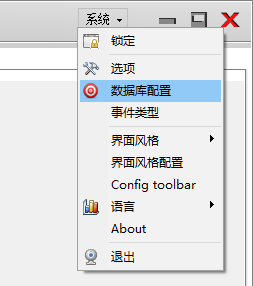 系统
锁定
选项
数据库配置
事件类型
界面风格
界面风格配置
Config toolbar
语言
About
退出